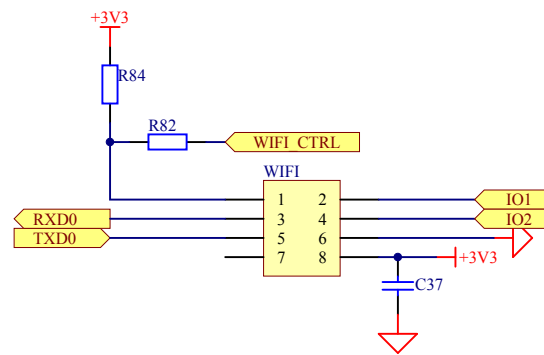 +3V3
R84
R82
WIFI_CTRL
WIFI
1 2
IO1
RXD0
3 4
IO2
TXD0
5 6
7 8
+3V3
C37